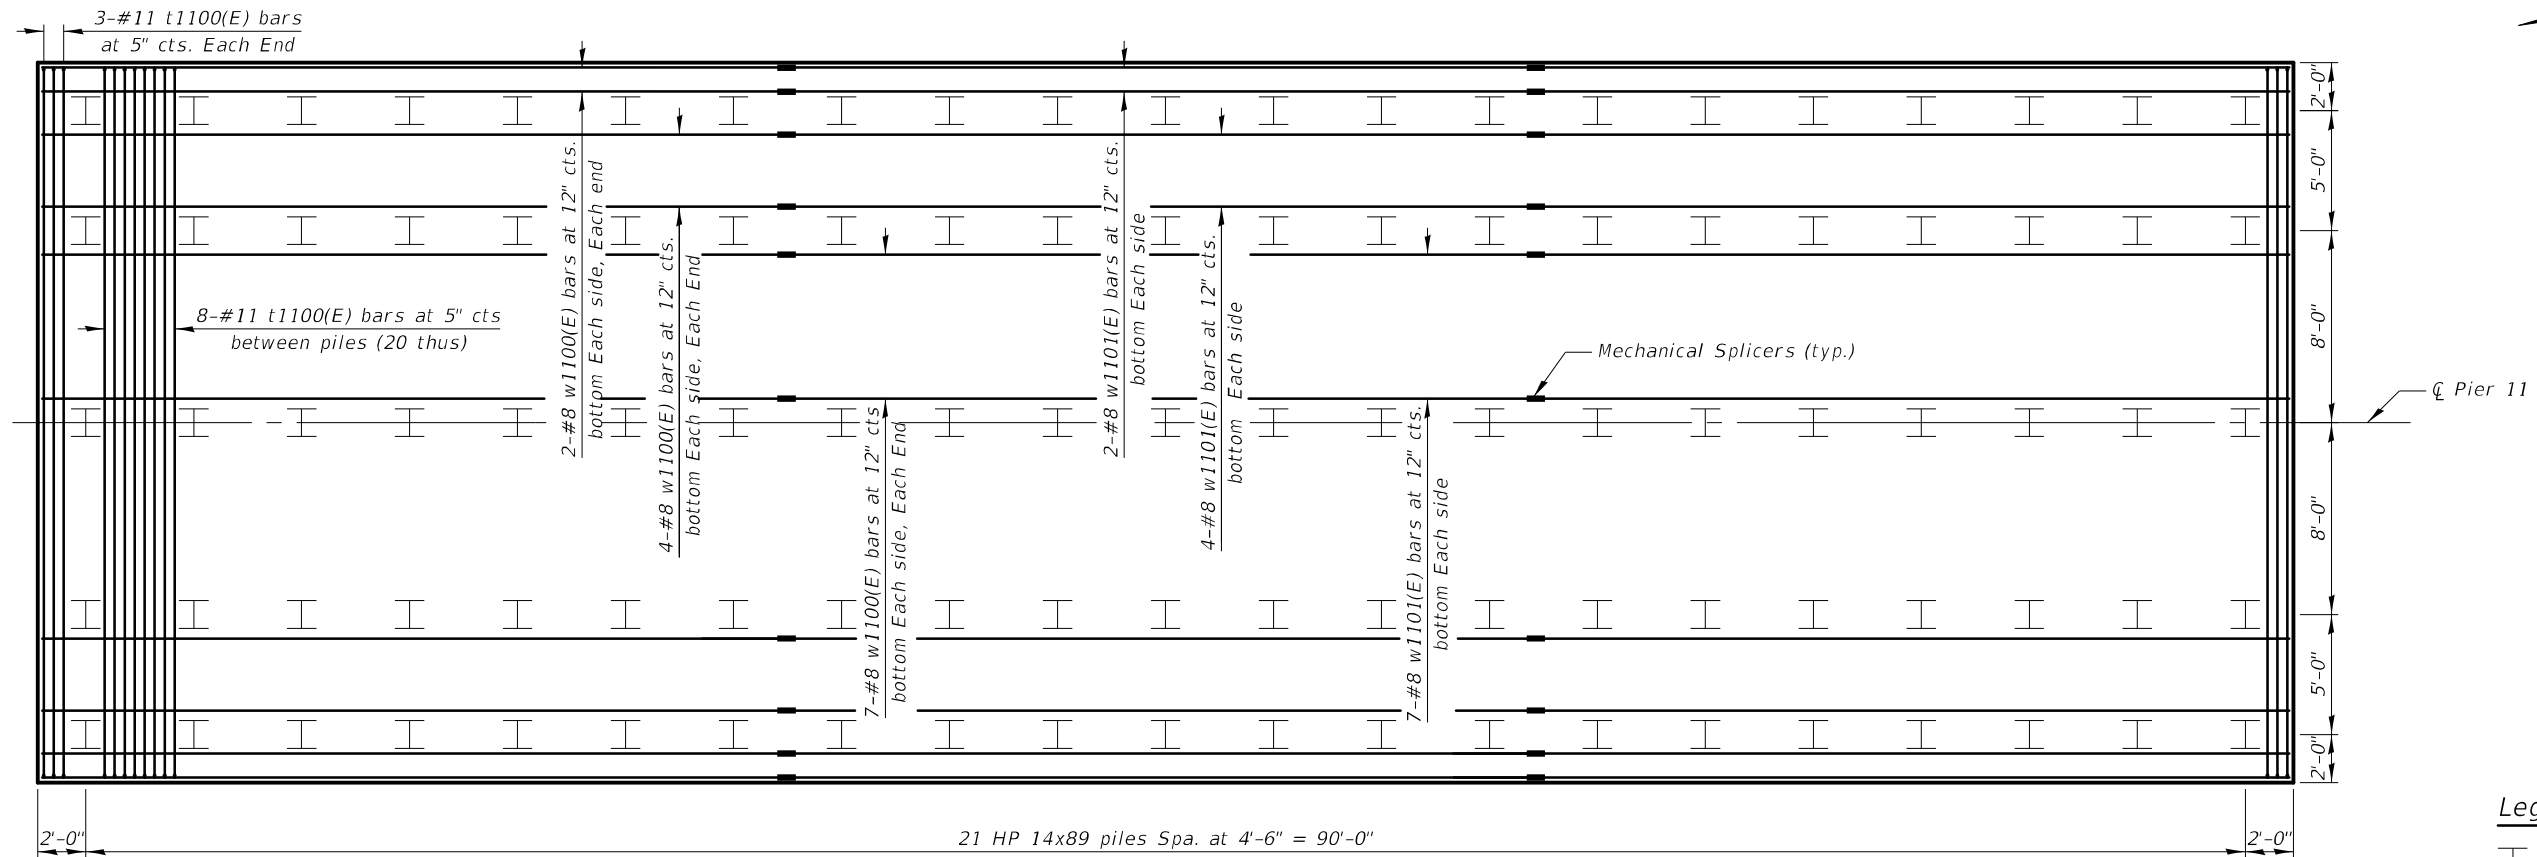 3-#11 t1100(E) bars
at 5" cts. Each End
2'-0"
5'-0"
8'-0"
8'-0"
5'-0"
2'-0"
2-#8 w1100(E) bars at 12" cts.
bottom Each side, Each end
4-#8 w1100(E) bars at 12" cts.
bottom Each side, Each End
7-#8 w1100(E) bars at 12" cts
bottom Each side, Each End
2-#8 w1101(E) bars at 12" cts.
bottom Each side
4-#8 w1101(E) bars at 12" cts.
bottom Each side
7-#8 w1101(E) bars at 12" cts.
bottom Each side
8-#11 t1100(E) bars at 5" cts
between piles (20 thus)
Mechanical Splicers (typ.)
℄ Pier 11
Leg
2'-0"
21 HP 14x89 piles Spa. at 4'-6" = 90'-0"
2'-0"